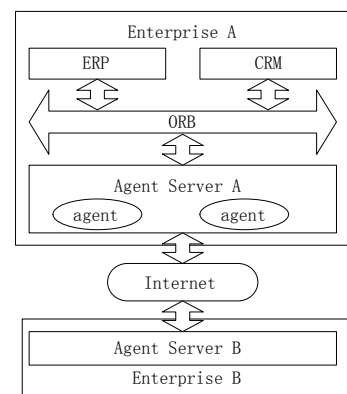 Enterprise A
ERP CRM
ORB
Agent Server A
agent agent
Internet
Agent Server B
Enterprise B